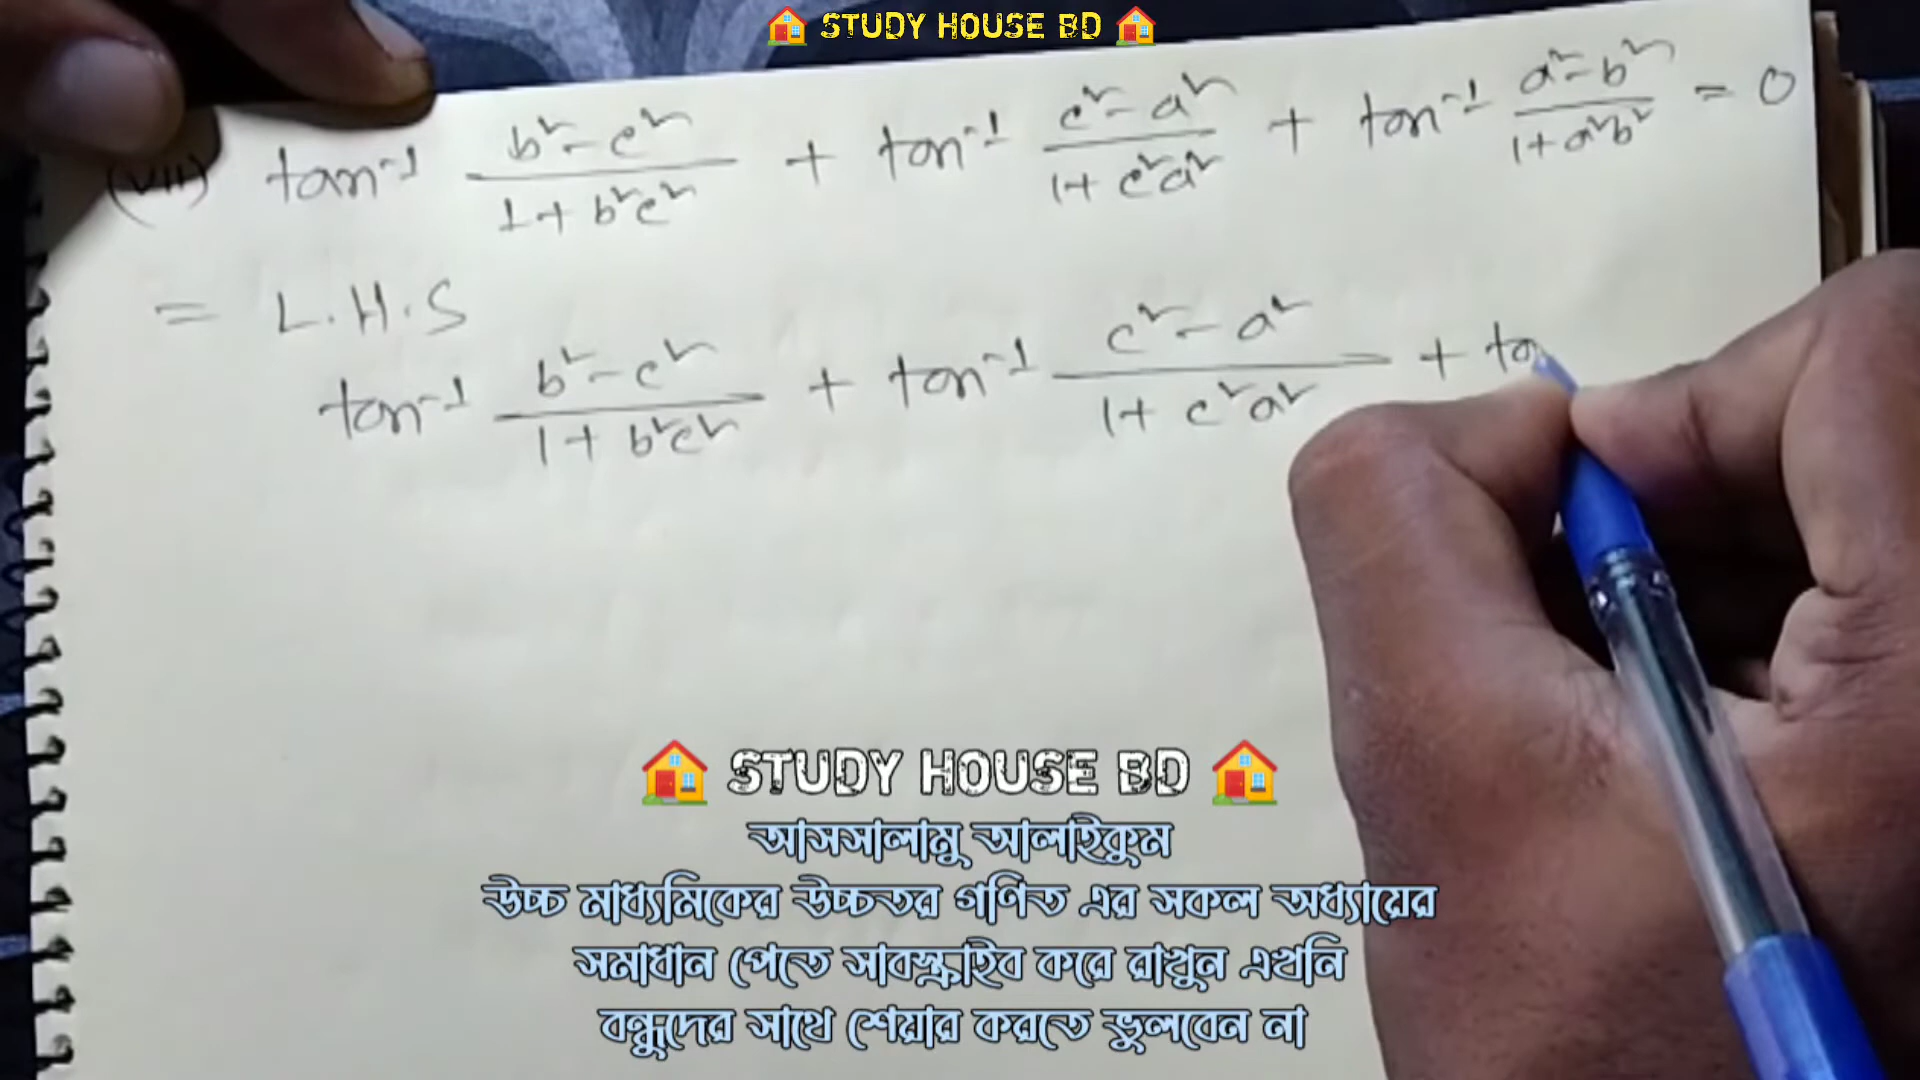 🏠 STUDY HOUSE BD 🏠
(VII) tan⁻¹ (b²-c²)/(1+b²c²) + tan⁻¹ (c²-a²)/(1+c²a²) + tan⁻¹ (a²-b²)/(1+a²b²) = 0
= L.H.S
tan⁻¹ (b²-c²)/(1+b²c²) + tan⁻¹ (c²-a²)/(1+c²a²) + ta
🏠 STUDY HOUSE BD 🏠
আসসালামু আলাইকুম
উচ্চ মাধ্যমিকের উচ্চতর গণিত এর সকল অধ্যায়ের
সমাধান পেতে সাবস্ক্রাইব করে রাখুন এখনি
বন্ধুদের সাথে শেয়ার করতে ভুলবেন না